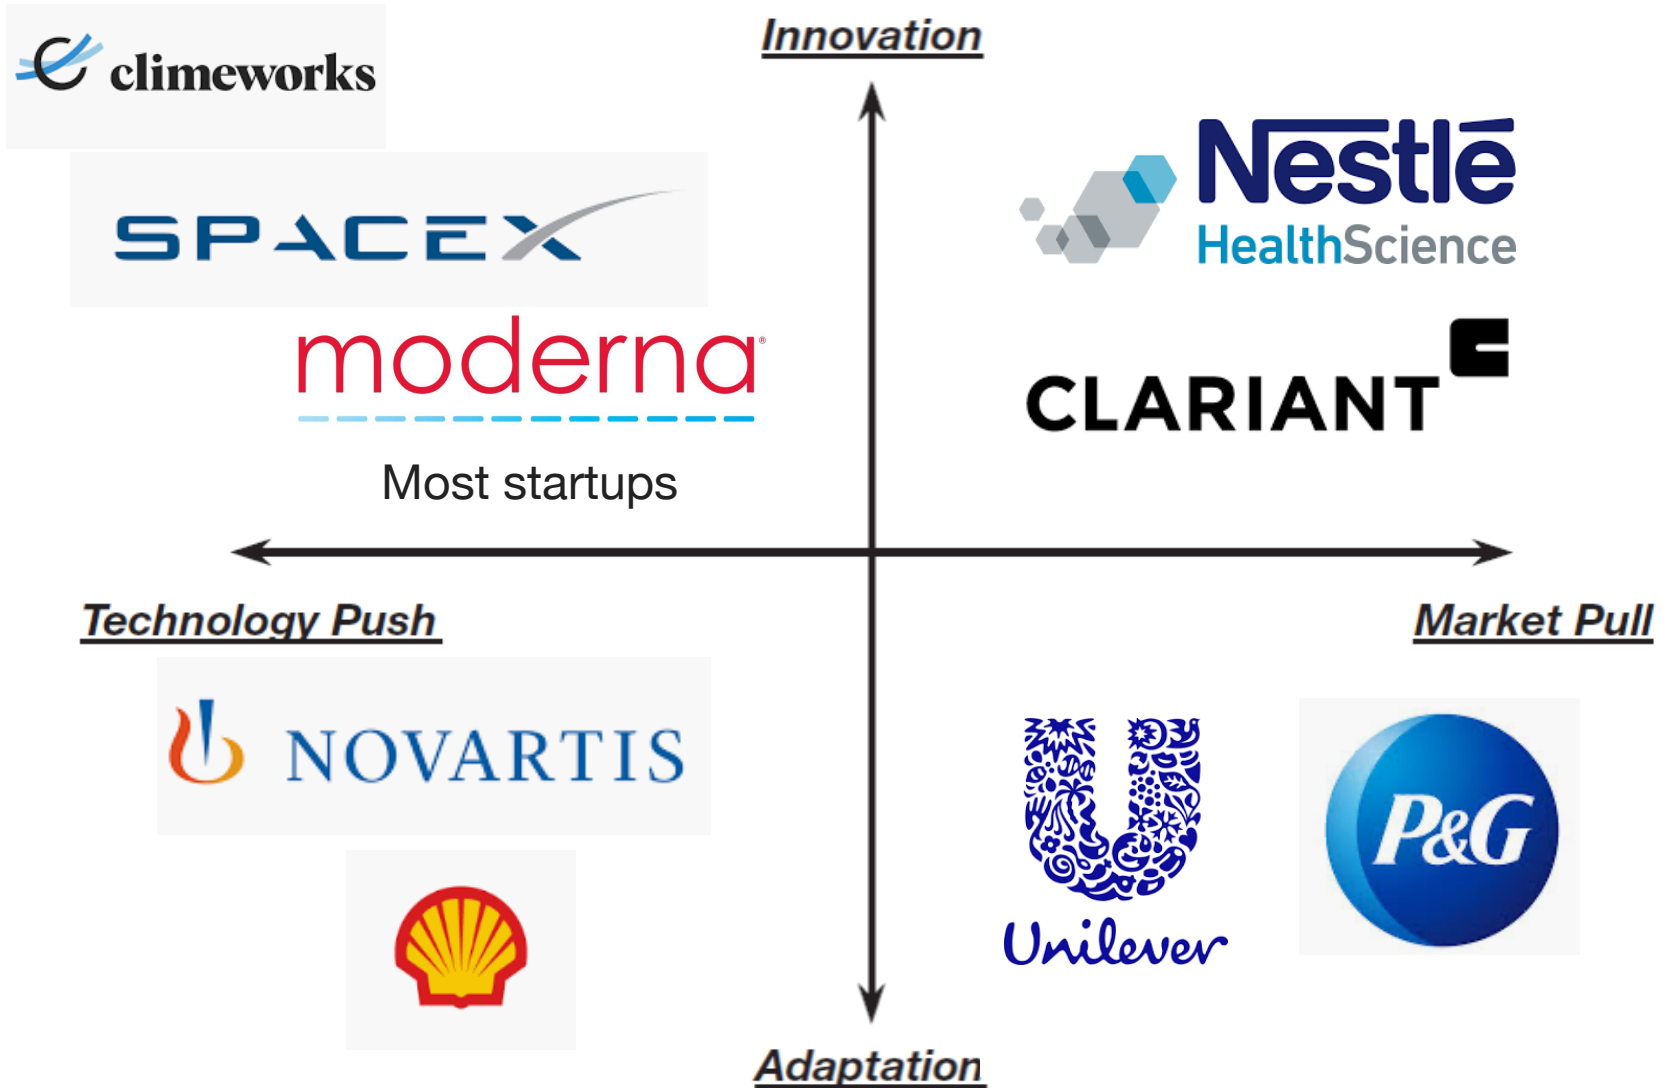 Innovation
climeworks
SPACEX
moderna®
Most startups
Nestlé
HealthScience
CLARIANT
Technology Push
Market Pull
NOVARTIS
Unilever
P&G
Adaptation